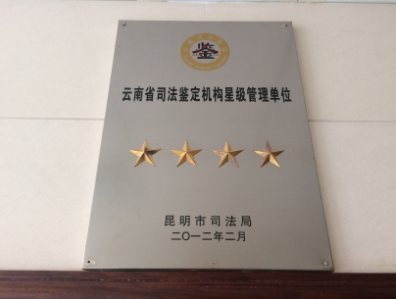 鉴
云南省司法鉴定机构星级管理单位
昆明市司法局
二〇一二年二月